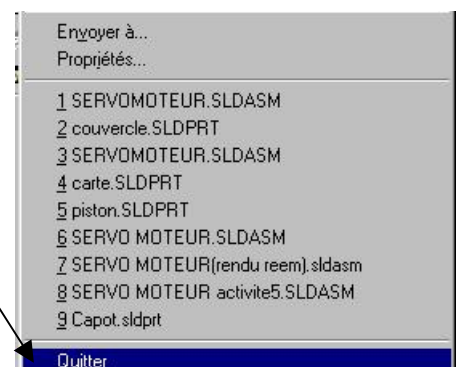 Envoyer à...
Propriétés...
1 SERVOMOTEUR.SLDASM
2 couvercle.SLDPRT
3 SERVOMOTEUR.SLDASM
4 carte.SLDPRT
5 piston.SLDPRT
6 SERVO MOTEUR.SLDASM
7 SERVO MOTEUR(rendu reem).sldasm
8 SERVO MOTEUR activite5.SLDASM
9 Capot.sldprt
Quitter